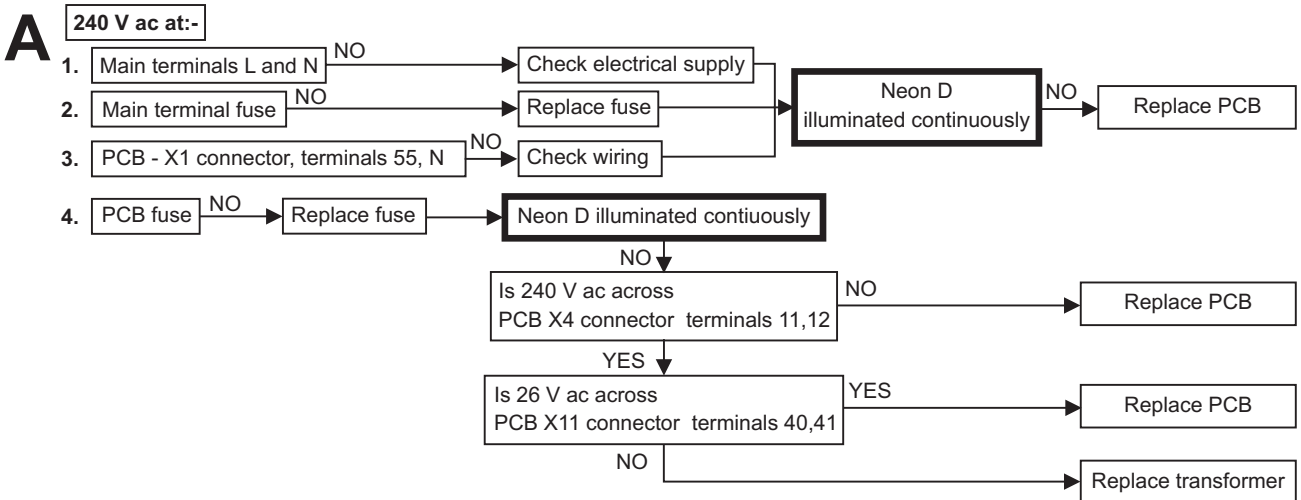 A
240 V ac at:-
1. Main terminals L and N
NO
Check electrical supply
2. Main terminal fuse
NO
Replace fuse
Neon D
illuminated continuously
NO
Replace PCB
3. PCB - X1 connector, terminals 55, N
NO
Check wiring
4. PCB fuse
NO
Replace fuse
Neon D illuminated contiuously
NO
Is 240 V ac across
PCB X4 connector terminals 11,12
NO
Replace PCB
YES
Is 26 V ac across
PCB X11 connector terminals 40,41
YES
Replace PCB
NO
Replace transformer